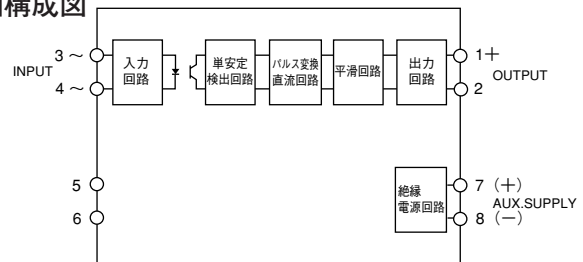 構成図
3 ~
INPUT
4 ~
入力
回路
単安定
検出回路
パルス変換
直流回路
平滑回路
出力
回路
1+
OUTPUT
2
5
6
絶縁
電源回路
7 (+)
AUX.SUPPLY
8 (-)